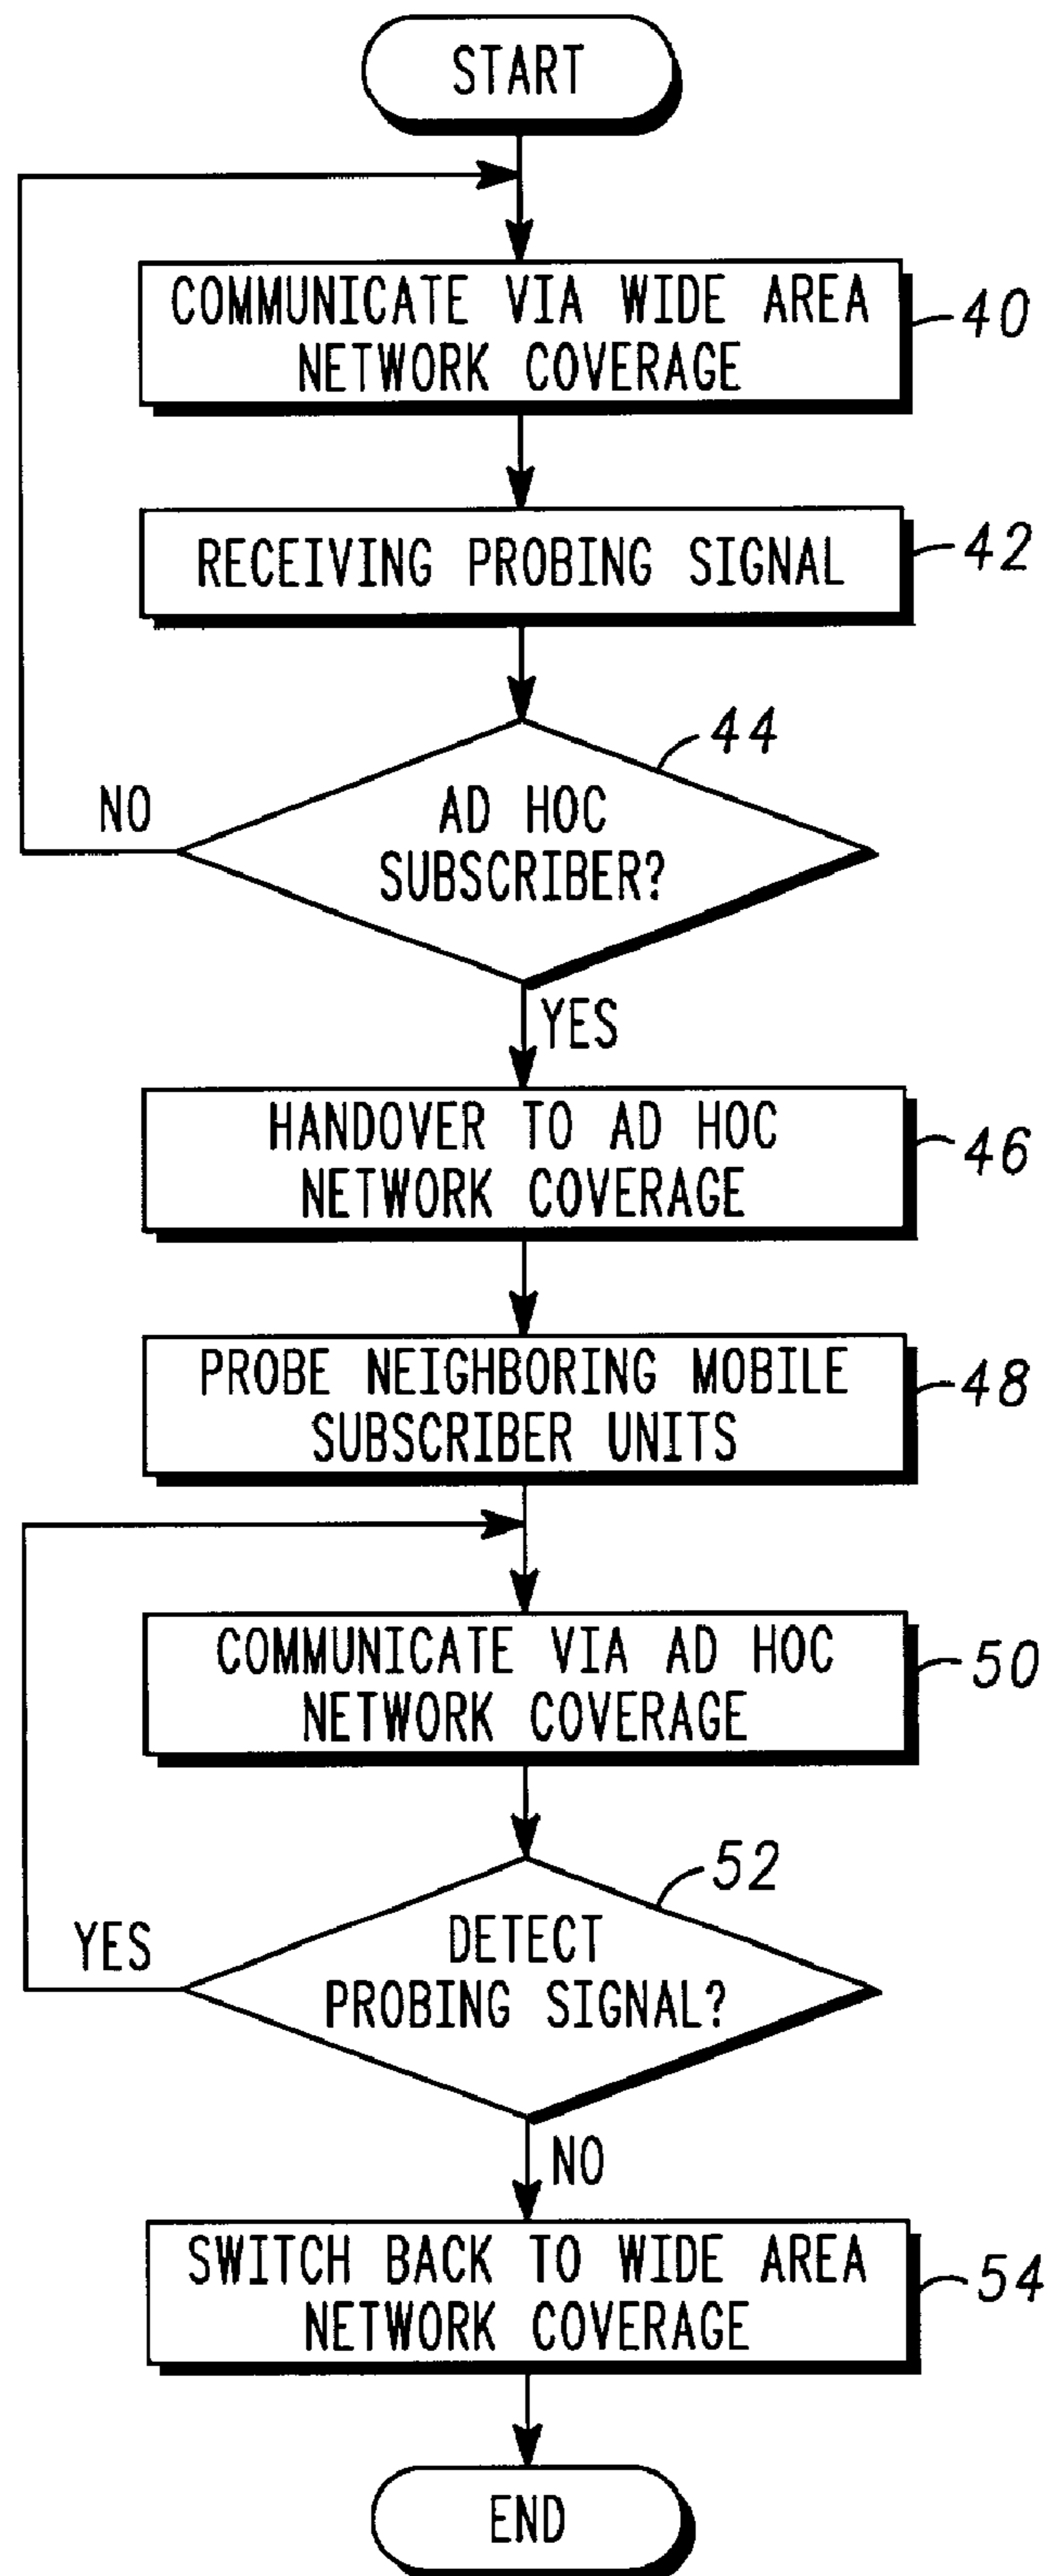 START
COMMUNICATE VIA WIDE AREA
NETWORK COVERAGE
40
RECEIVING PROBING SIGNAL
42
44
NO
AD HOC
SUBSCRIBER?
YES
HANDOVER TO AD HOC
NETWORK COVERAGE
46
PROBE NEIGHBORING MOBILE
SUBSCRIBER UNITS
48
COMMUNICATE VIA AD HOC
NETWORK COVERAGE
50
52
YES
DETECT
PROBING SIGNAL?
NO
SWITCH BACK TO WIDE AREA
NETWORK COVERAGE
54
END